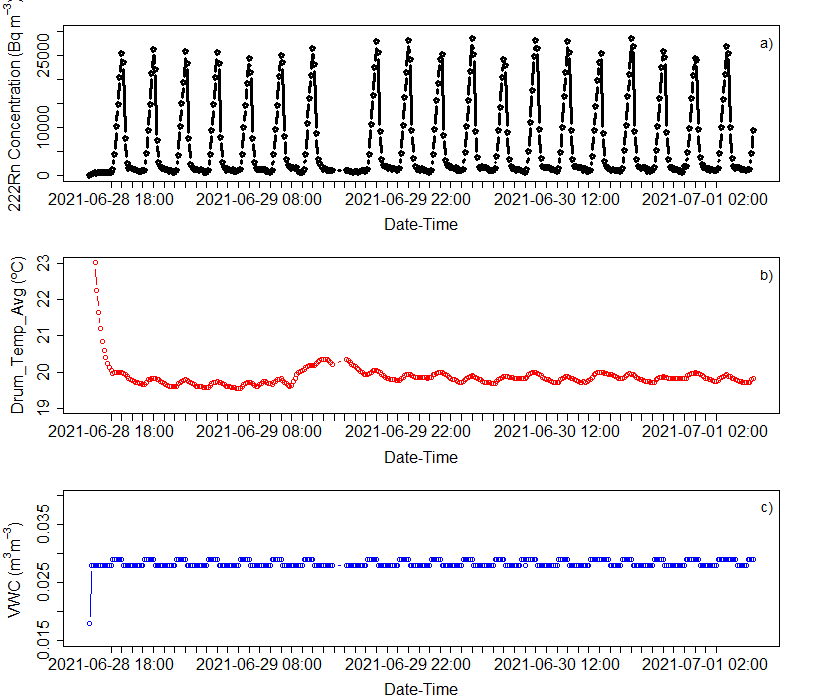 222Rn Concentration (Bq m⁻³)
0 10000 25000
a)
2021-06-28 18:00 2021-06-29 08:00 2021-06-29 22:00 2021-06-30 12:00 2021-07-01 02:00
Date-Time
Drum_Temp_Avg (ºC)
19 20 21 22 23
b)
2021-06-28 18:00 2021-06-29 08:00 2021-06-29 22:00 2021-06-30 12:00 2021-07-01 02:00
Date-Time
VWC (m³m⁻³)
0.015 0.025 0.035
c)
2021-06-28 18:00 2021-06-29 08:00 2021-06-29 22:00 2021-06-30 12:00 2021-07-01 02:00
Date-Time